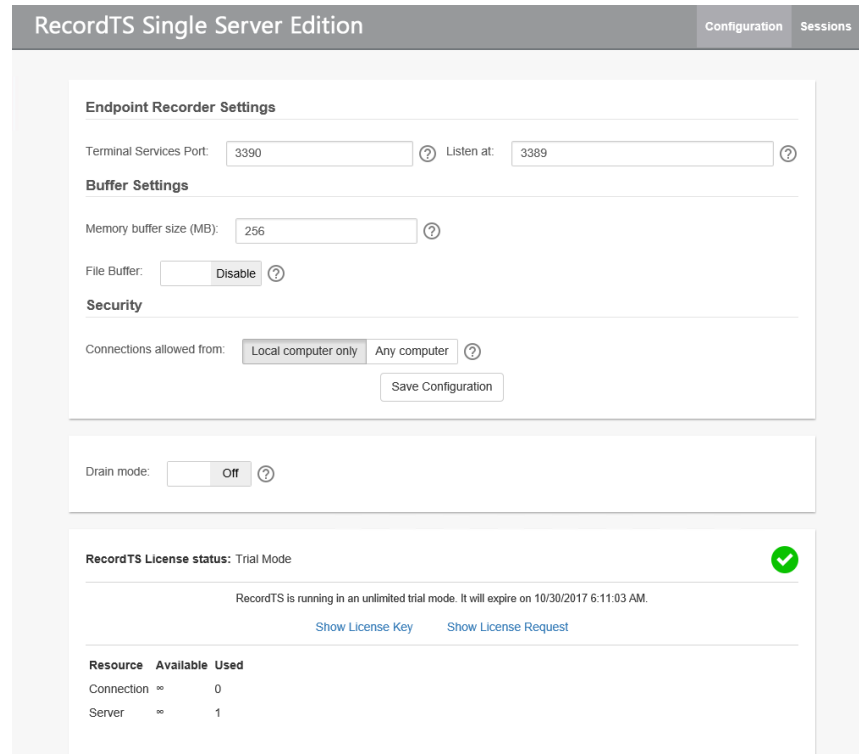 RecordTS Single Server Edition Configuration Sessions
Endpoint Recorder Settings
Terminal Services Port: 3390 ? Listen at: 3389 ?
Buffer Settings
Memory buffer size (MB): 256 ?
File Buffer: Disable ?
Security
Connections allowed from: Local computer only Any computer ?
Save Configuration
Drain mode: Off ?
RecordTS License status: Trial Mode
RecordTS is running in an unlimited trial mode. It will expire on 10/30/2017 6:11:03 AM.
Show License Key Show License Request
Resource Available Used
Connection ∞ 0
Server ∞ 1